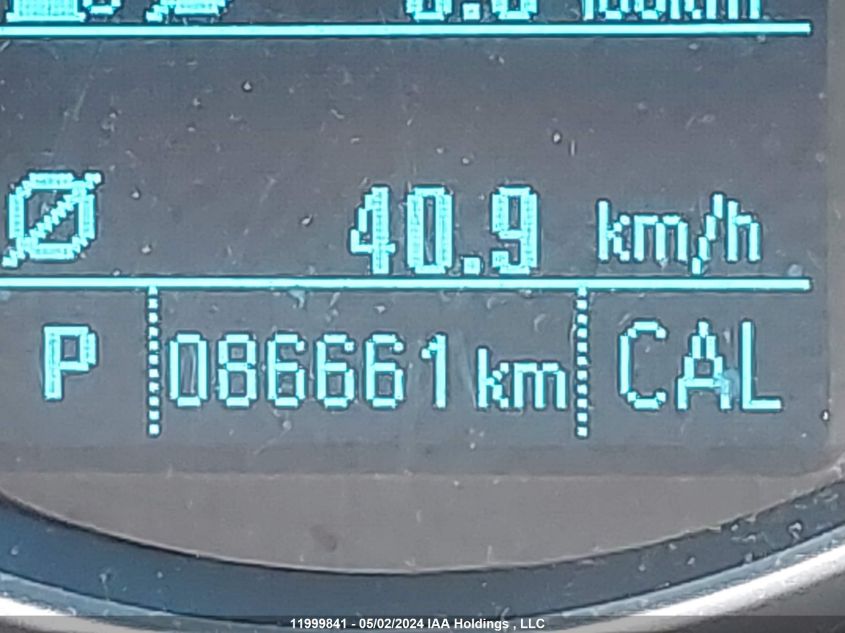 Ø 40.9 km/h
P 086661 km CAL
11999841 - 05/02/2024 IAA Holdings , LLC